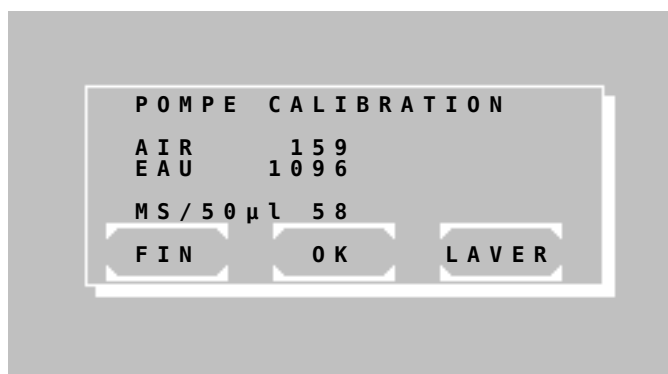 POMPE CALIBRATION
AIR 159
EAU 1096
MS/50µl 58
FIN OK LAVER